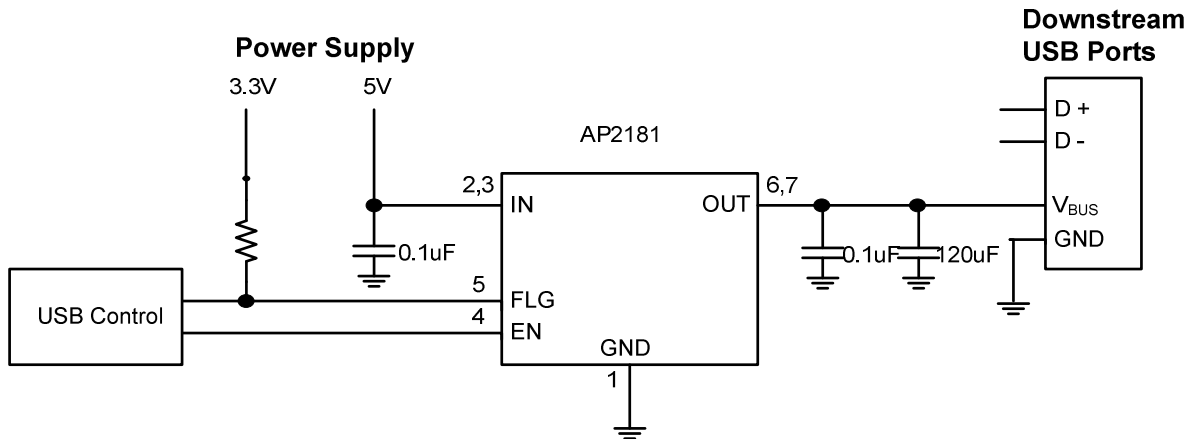 Downstream
USB Ports
Power Supply
3.3V
5V
D +
D -
AP2181
2,3
IN
OUT
6,7
VBUS
GND
0.1uF
0.1uF
120uF
5
FLG
USB Control
4
EN
GND
1